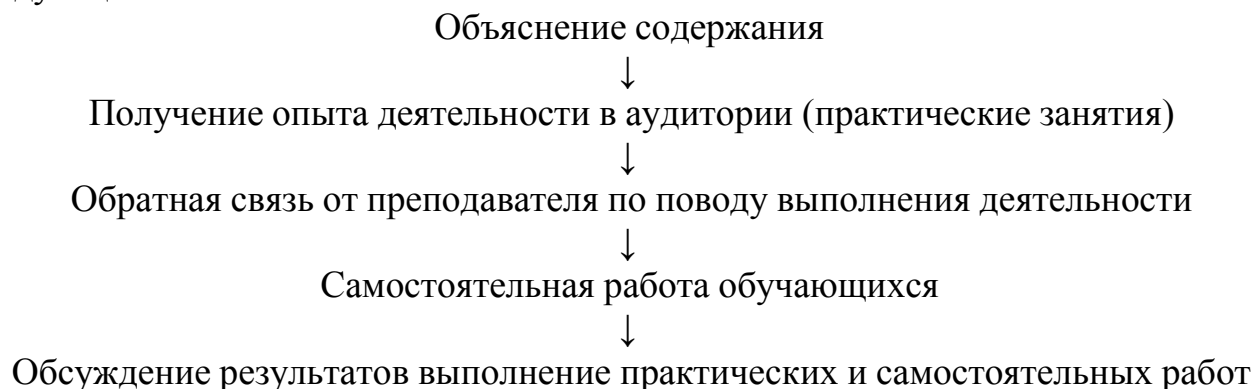 Объяснение содержания
↓
Получение опыта деятельности в аудитории (практические занятия)
↓
Обратная связь от преподавателя по поводу выполнения деятельности
↓
Самостоятельная работа обучающихся
↓
Обсуждение результатов выполнение практических и самостоятельных работ